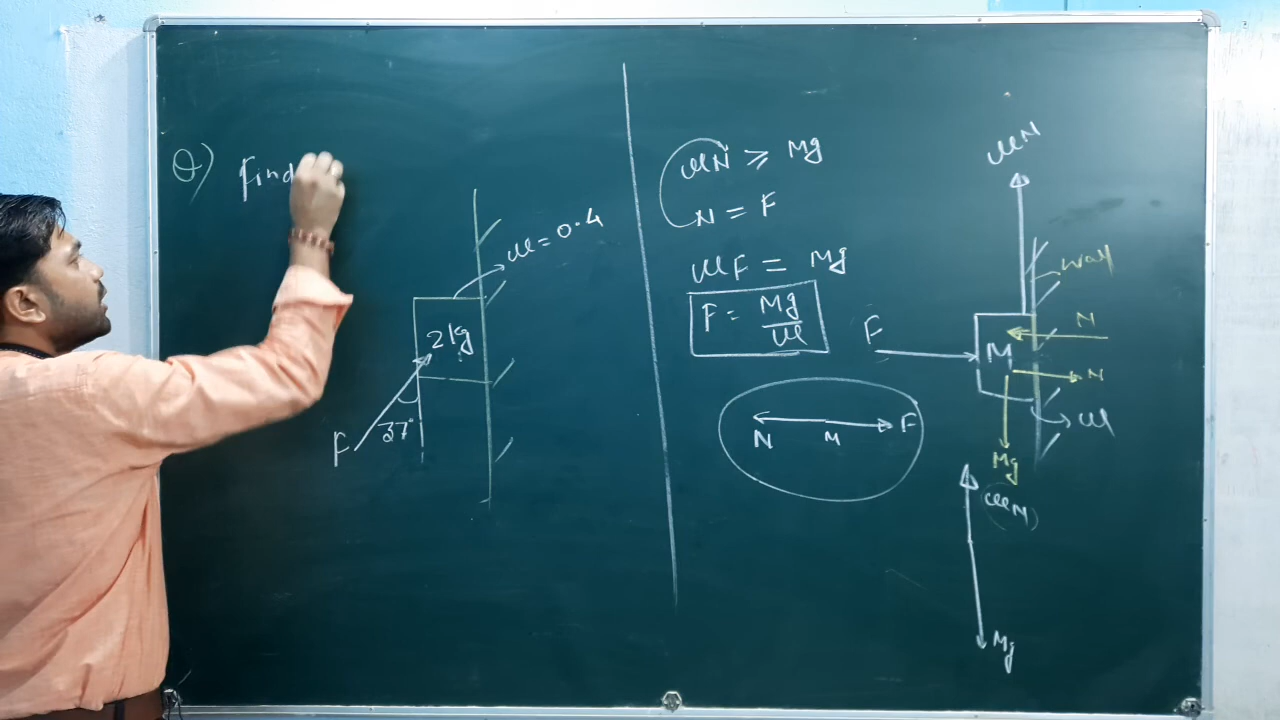 Q) Find
μ = 0.4
2kg
F 37°
μN ⩾ Mg
N = F
μF = Mg
F = Mg/μ
N M F
μN
wall
F
N
M
N
μ
Mg
(μN)
Mg